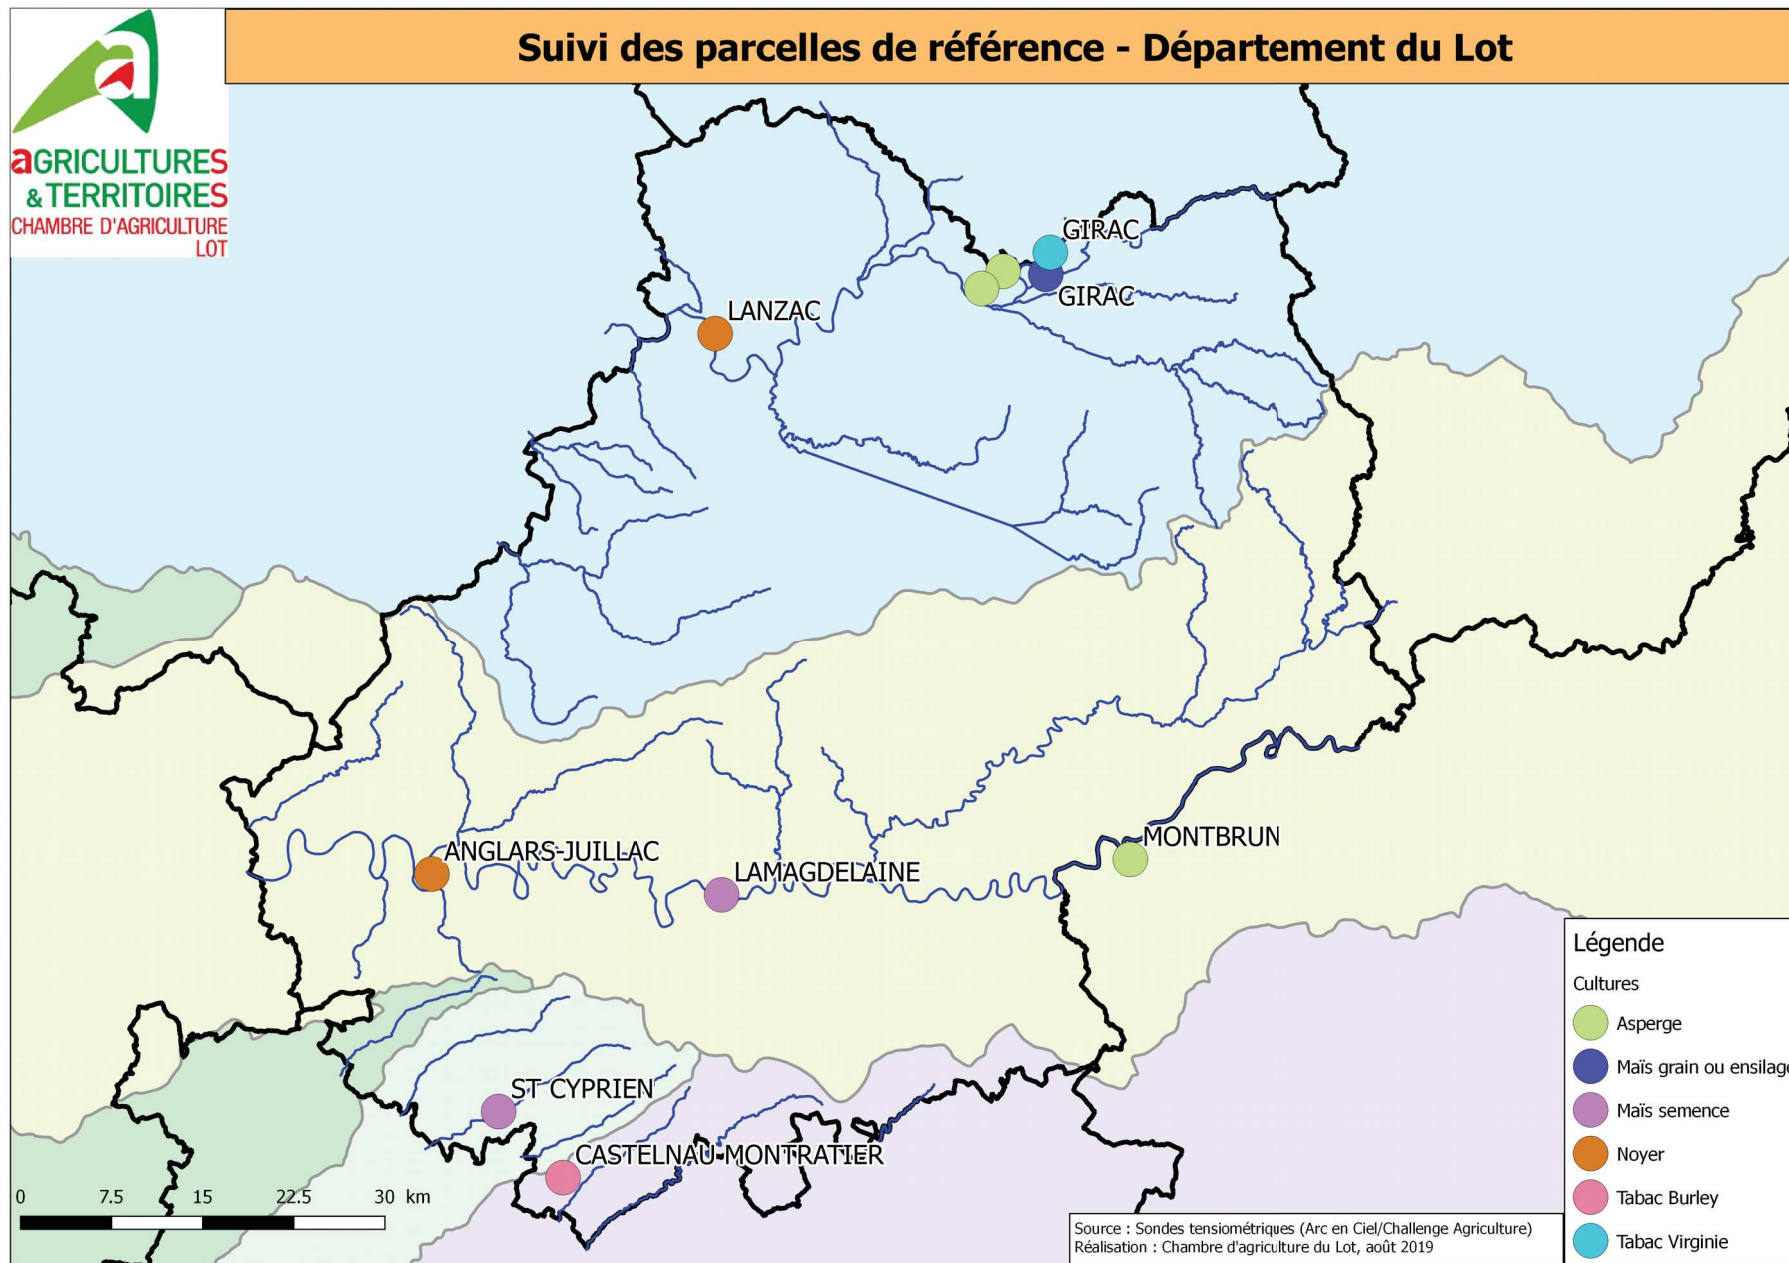 Suivi des parcelles de référence - Département du Lot
aGRICULTURES
& TERRITOIRES
CHAMBRE D'AGRICULTURE
LOT
GIRAC
GIRAC
LANZAC
MONTBRUN
ANGLARS-JUILLAC
LAMAGDELAINE
ST CYPRIEN
CASTELNAU MONTRATIER
0 7.5 15 22.5 30 km
Légende
Cultures
Asperge
Maïs grain ou ensilage
Maïs semence
Noyer
Tabac Burley
Tabac Virginie
Source : Sondes tensiométriques (Arc en Ciel/Challenge Agriculture)
Réalisation : Chambre d'agriculture du Lot, août 2019